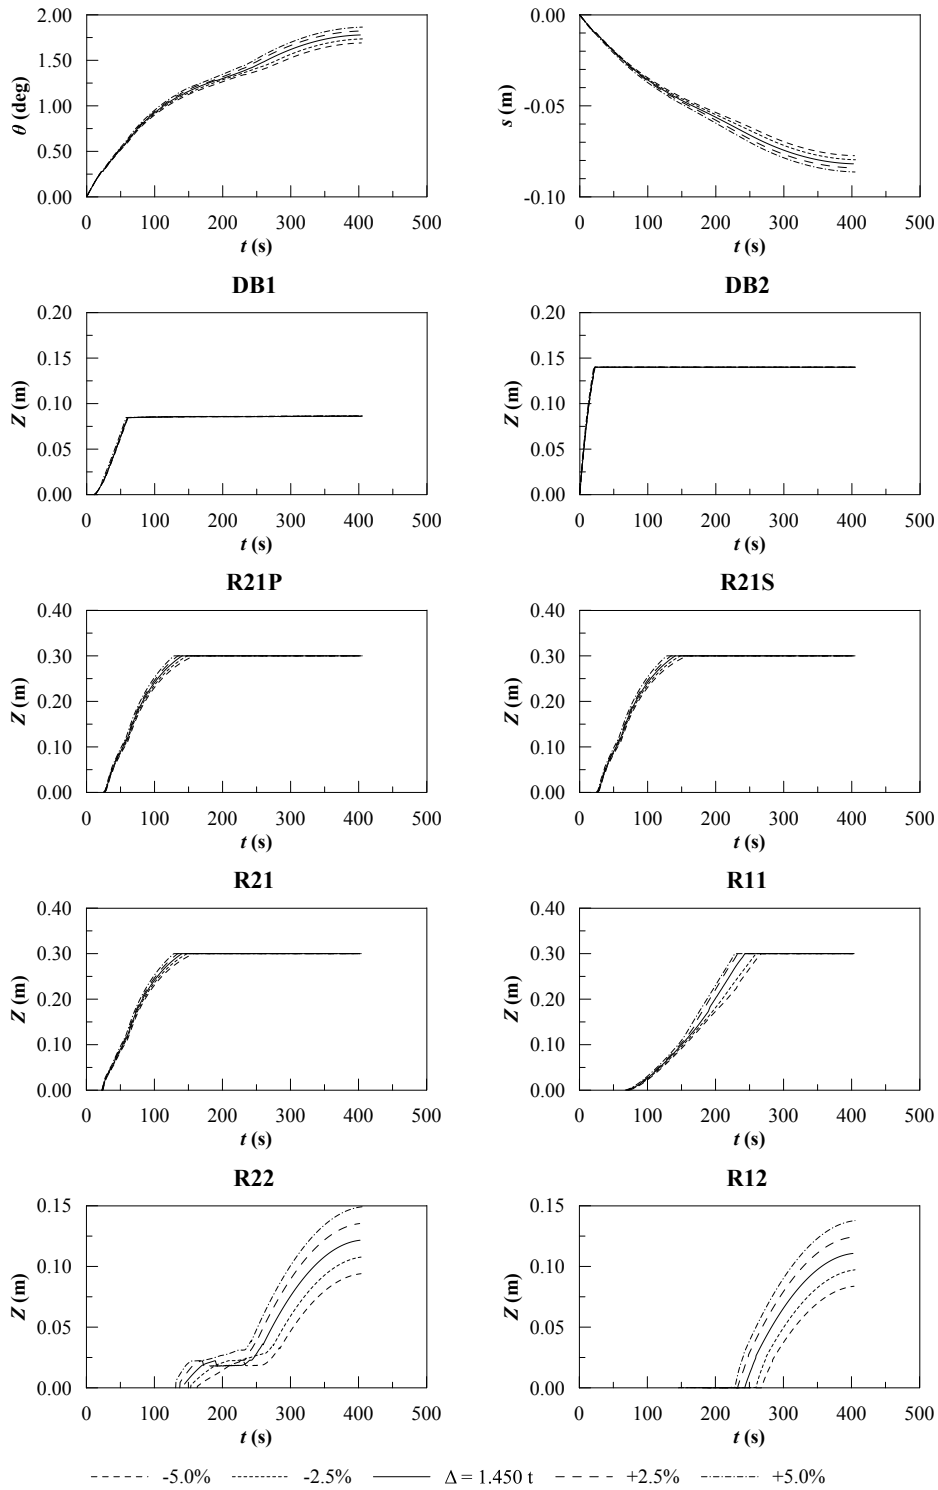 2.00
1.50
1.00
0.50
0.00
θ (deg)
0 100 200 300 400 500
t (s)
0.00
-0.05
-0.10
s (m)
0 100 200 300 400 500
t (s)
DB1
0.20
0.15
0.10
0.05
0.00
Z (m)
0 100 200 300 400 500
t (s)
DB2
0.20
0.15
0.10
0.05
0.00
Z (m)
0 100 200 300 400 500
t (s)
R21P
0.40
0.30
0.20
0.10
0.00
Z (m)
0 100 200 300 400 500
t (s)
R21S
0.40
0.30
0.20
0.10
0.00
Z (m)
0 100 200 300 400 500
t (s)
R21
0.40
0.30
0.20
0.10
0.00
Z (m)
0 100 200 300 400 500
t (s)
R11
0.40
0.30
0.20
0.10
0.00
Z (m)
0 100 200 300 400 500
t (s)
R22
0.15
0.10
0.05
0.00
Z (m)
0 100 200 300 400 500
t (s)
R12
0.15
0.10
0.05
0.00
Z (m)
0 100 200 300 400 500
t (s)
-5.0% -2.5% Δ = 1.450 t +2.5% +5.0%